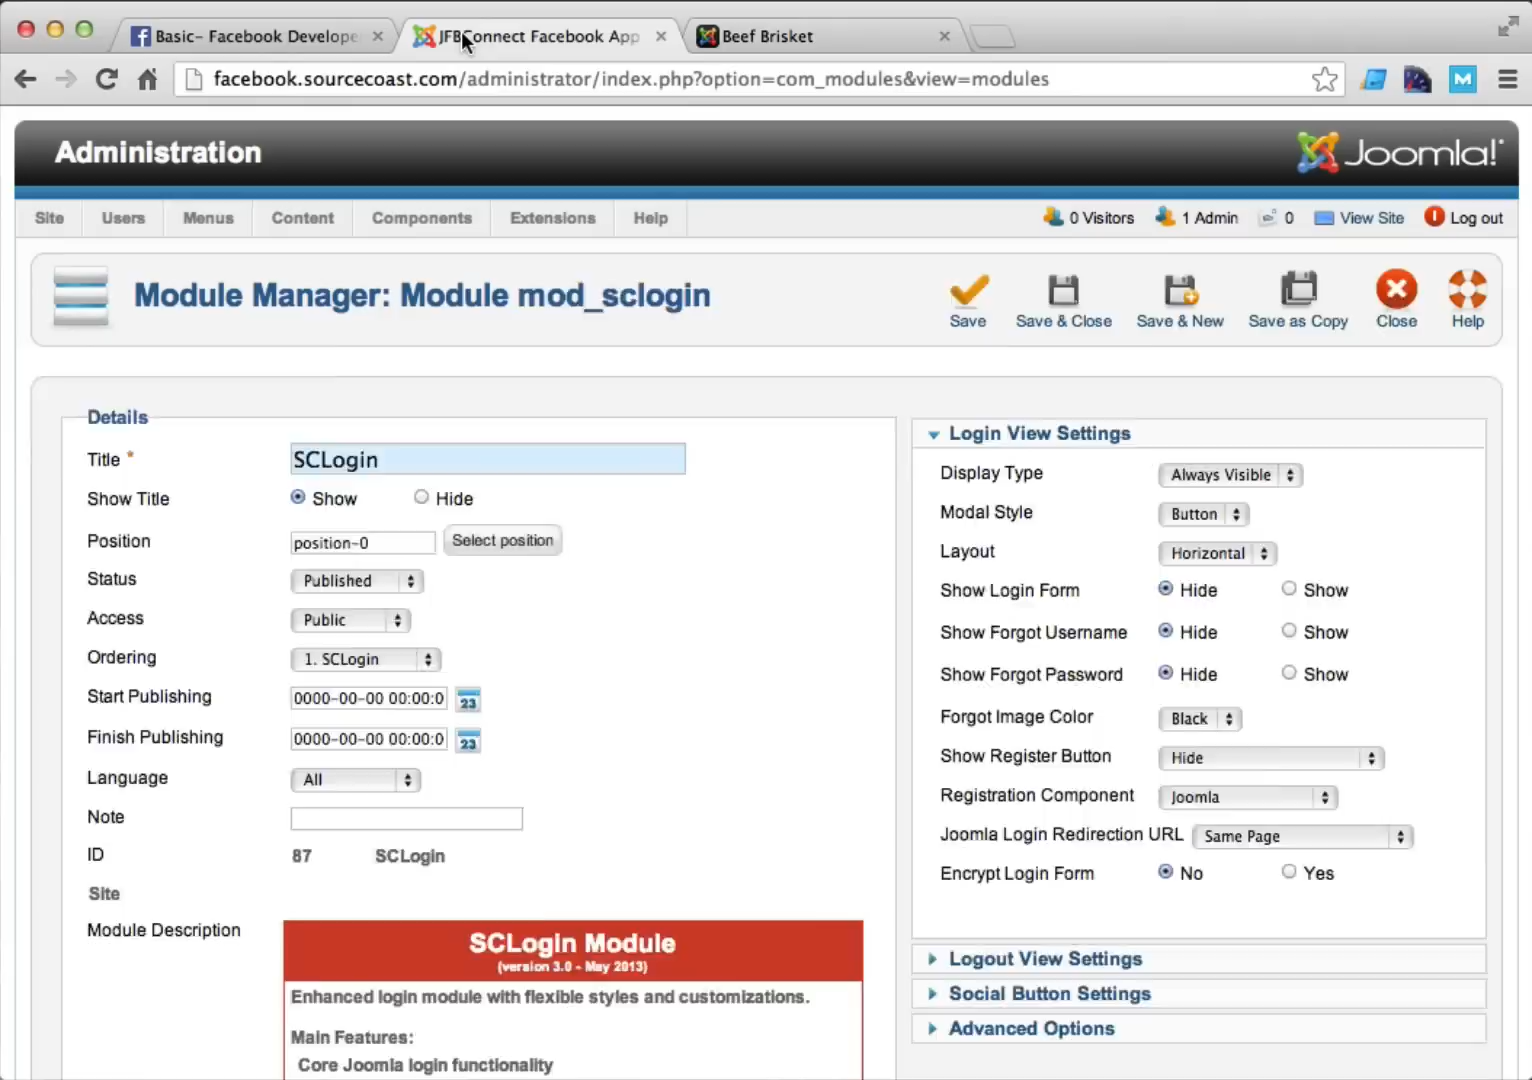 Basic- Facebook Develope
JFBConnect Facebook App
Beef Brisket
facebook.sourcecoast.com/administrator/index.php?option=com_modules&view=modules
M
Administration
Joomla!
Site
Users
Menus
Content
Components
Extensions
Help
0 Visitors
1 Admin
0
View Site
Log out
Module Manager: Module mod_sclogin
Save
Save & Close
Save & New
Save as Copy
Close
Help
Details
Title *
SCLogin
Show Title
Show
Hide
Position
position-0
Select position
Status
Published
Access
Public
Ordering
1. SCLogin
Start Publishing
0000-00-00 00:00:0
23
Finish Publishing
0000-00-00 00:00:0
23
Language
All
Note
ID
87
SCLogin
Site
Module Description
SCLogin Module
(version 3.0 - May 2013)
Enhanced login module with flexible styles and customizations.
Main Features:
Core Joomla login functionality
Login View Settings
Display Type
Always Visible
Modal Style
Button
Layout
Horizontal
Show Login Form
Hide
Show
Show Forgot Username
Hide
Show
Show Forgot Password
Hide
Show
Forgot Image Color
Black
Show Register Button
Hide
Registration Component
Joomla
Joomla Login Redirection URL
Same Page
Encrypt Login Form
No
Yes
Logout View Settings
Social Button Settings
Advanced Options